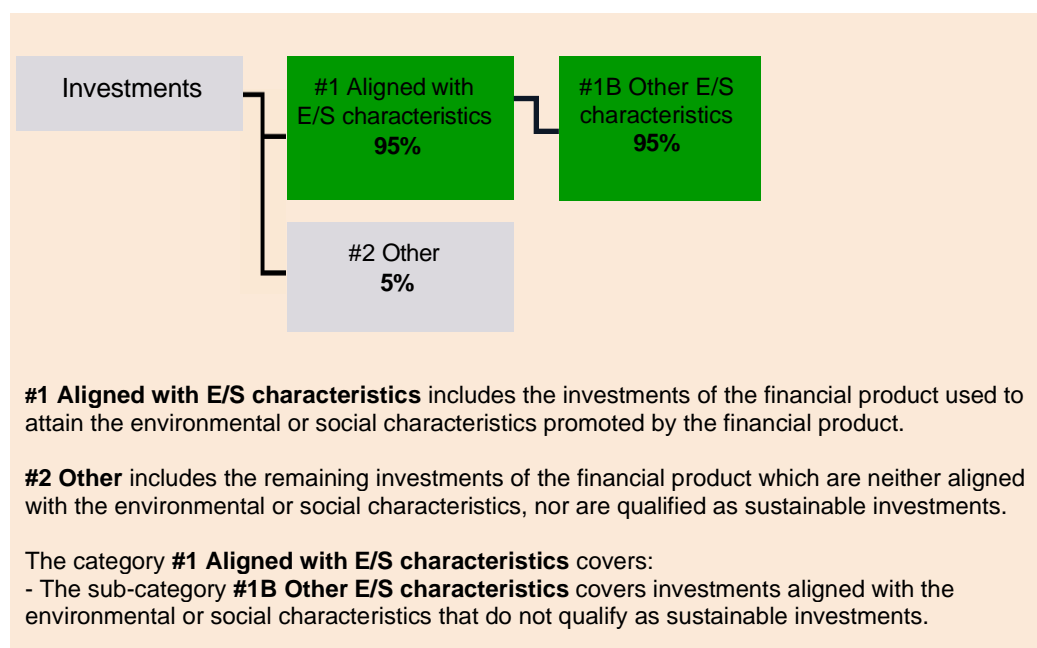 Investments
#1 Aligned with
E/S characteristics
95%
#1B Other E/S
characteristics
95%
#2 Other
5%
#1 Aligned with E/S characteristics includes the investments of the financial product used to
attain the environmental or social characteristics promoted by the financial product.
#2 Other includes the remaining investments of the financial product which are neither aligned
with the environmental or social characteristics, nor are qualified as sustainable investments.
The category #1 Aligned with E/S characteristics covers:
- The sub-category #1B Other E/S characteristics covers investments aligned with the
environmental or social characteristics that do not qualify as sustainable investments.